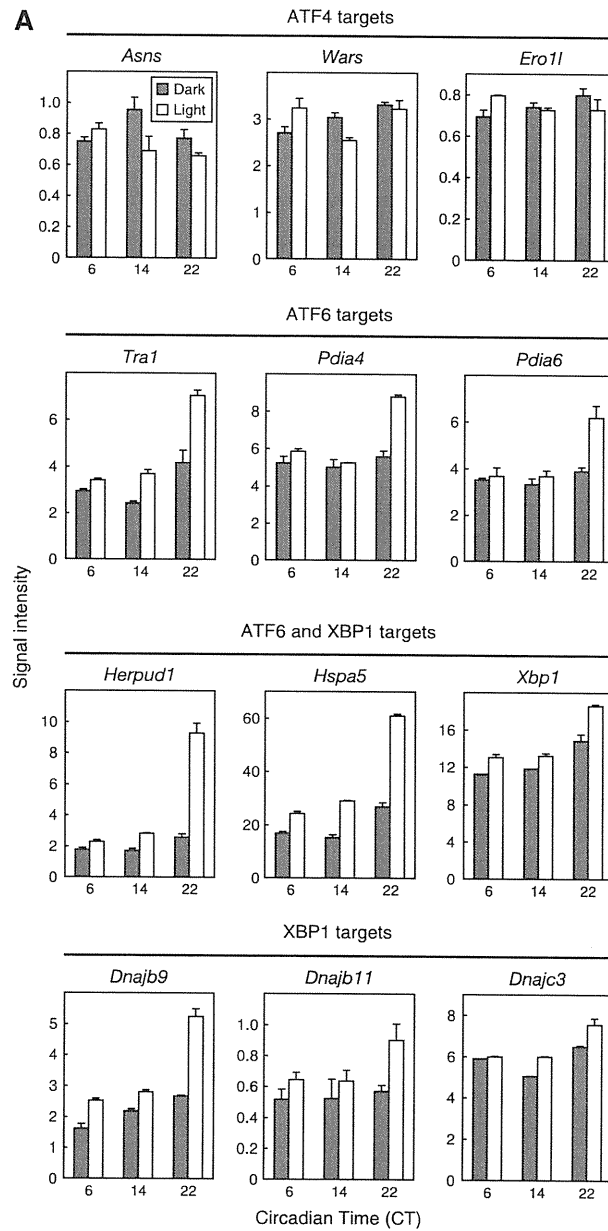 A
ATF4 targets
Asns Wars Ero1l
Dark
Light
1.0 0.8 0.6 0.4 0.2 0
3 2 1 0
0.8 0.6 0.4 0.2 0
6 14 22 6 14 22 6 14 22
ATF6 targets
Tra1 Pdia4 Pdia6
6 4 2 0
8 6 4 2 0
6 4 2 0
6 14 22 6 14 22 6 14 22
Signal intensity
ATF6 and XBP1 targets
Herpud1 Hspa5 Xbp1
10 8 6 4 2 0
60 40 20 0
16 12 8 4 0
6 14 22 6 14 22 6 14 22
XBP1 targets
Dnajb9 Dnajb11 Dnajc3
5 4 3 2 1 0
1.0 0.8 0.6 0.4 0.2 0
8 6 4 2 0
6 14 22 6 14 22 6 14 22
Circadian Time (CT)